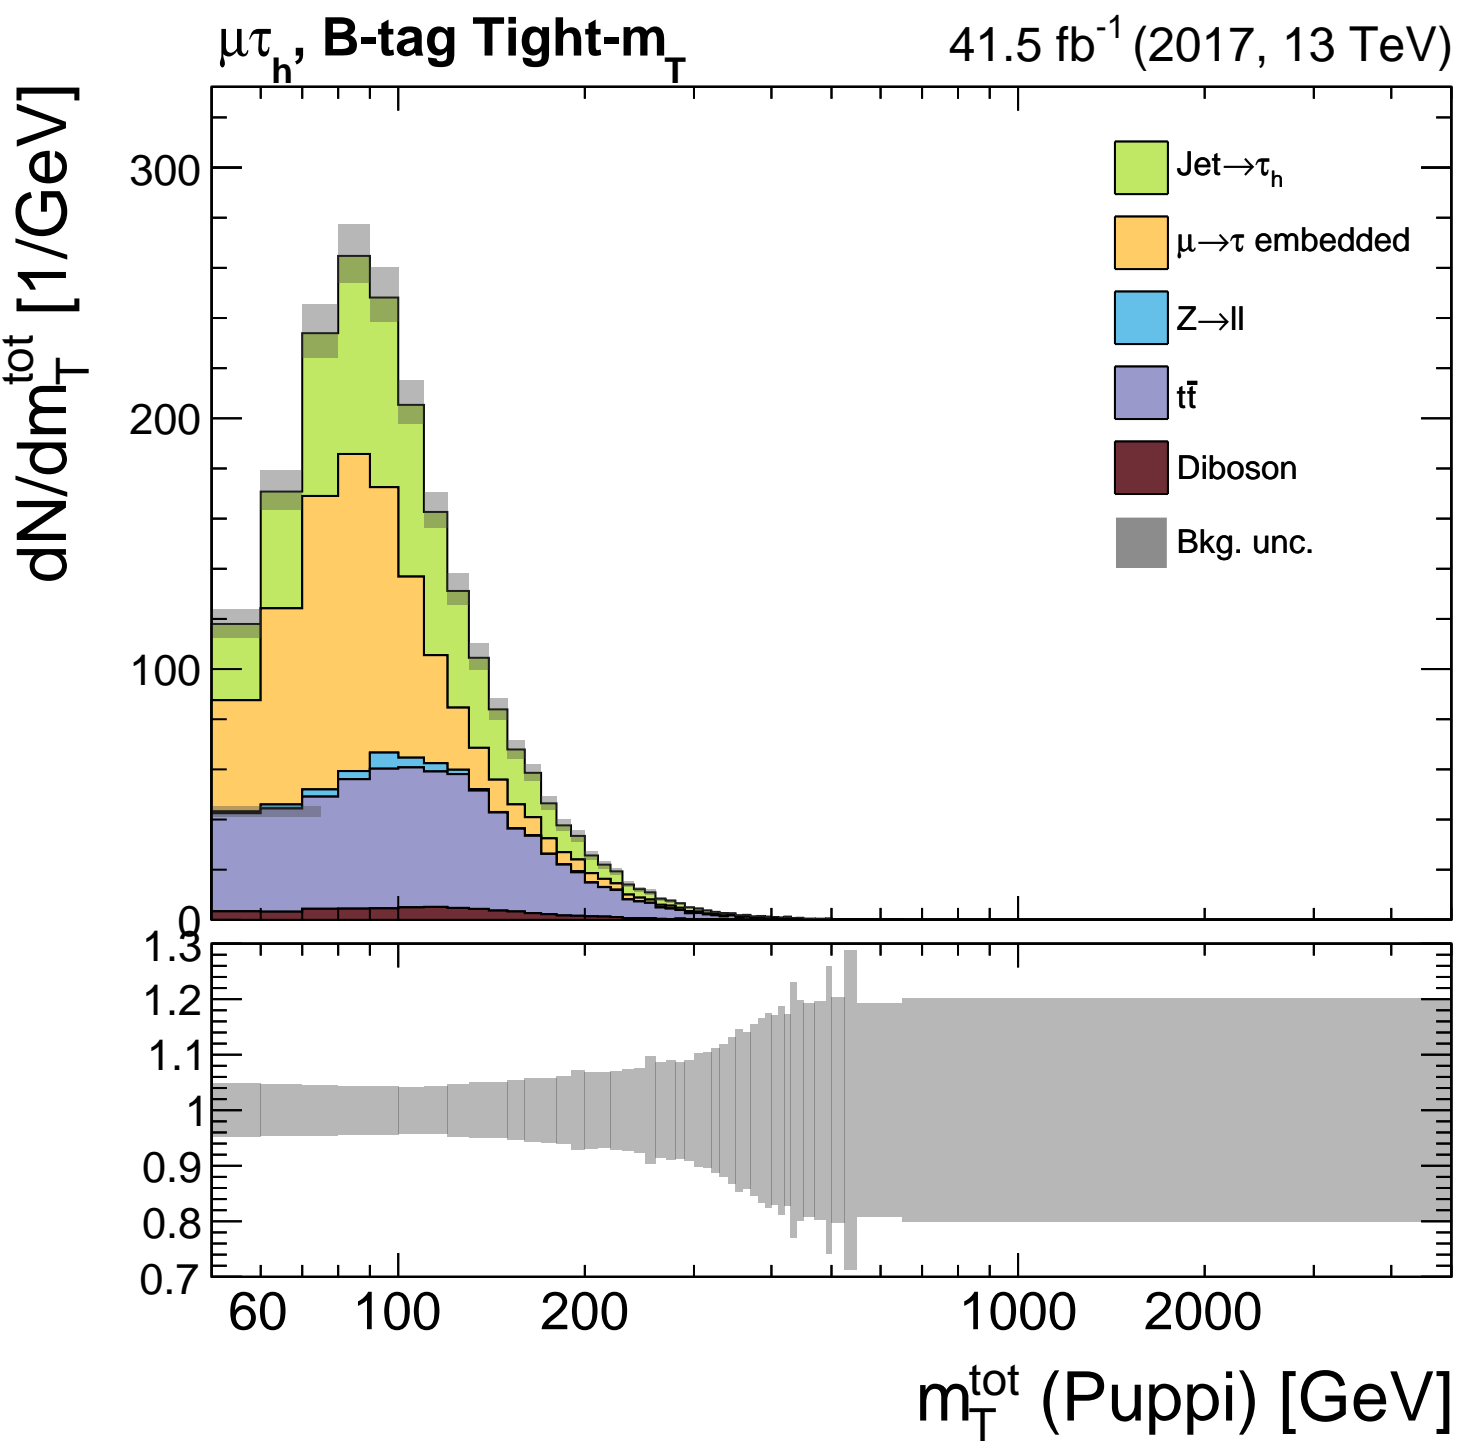 μτh, B-tag Tight-mT
41.5 fb-1 (2017, 13 TeV)
dN/dmTtot [1/GeV]
300
200
100
0
Jet→τh
μ→τ embedded
Z→ll
tt̄
Diboson
Bkg. unc.
1.3
1.2
1.1
1
0.9
0.8
0.7
60 100 200 1000 2000
mTtot (Puppi) [GeV]